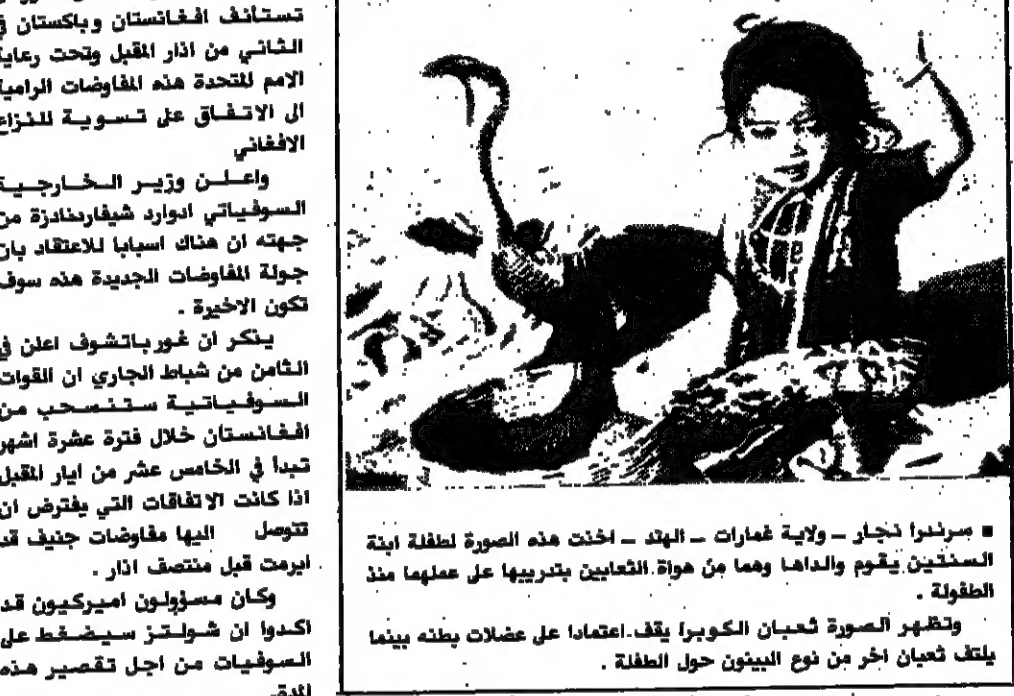 تستأنف افغانستان وباكستان في
الثاني من اذار المقبل وتحت رعاية
الامم المتحدة هذه المفاوضات الرامية
الى الاتفاق على تسوية للنزاع
الافغاني
واعلن وزير الخارجية
السوفياتي ادوارد شيفاردنادزة من
جهته ان هناك اسبابا للاعتقاد بان
جولة المفاوضات الجديدة هذه سوف
تكون الاخيرة .
يذكر ان غورباتشوف اعلن في
الثامن من شباط الجاري ان القوات
السوفياتية ستنسحب من
افغانستان خلال فترة عشرة اشهر
تبدأ في الخامس عشر من ايار المقبل
اذا كانت الاتفاقات التي يفترض ان
تتوصل اليها مفاوضات جنيف قد
ابرمت قبل منتصف اذار .
وكان مسؤولون اميركيون قد
اكدوا ان شولتز سيضغط على
السوفيات من اجل تقصير هذه
المدة.
■ سرندرا نجار – ولاية غمارات – الهند – اخذت هذه الصورة لطفلة ابنة
السنتين يقوم والداها وهما من هواة الثعابين بتدريبها على عملهما منذ
الطفولة .
وتظهر الصورة ثعبان الكوبرا يقف اعتمادا على عضلات بطنه بينما
يلتف ثعبان اخر من نوع البيثون حول الطفلة .